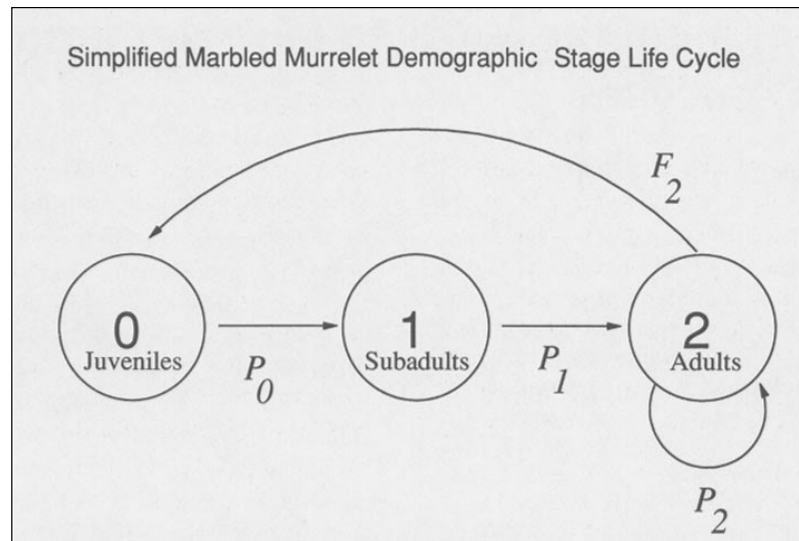 Simplified Marbled Murrelet Demographic Stage Life Cycle
F2
0
Juveniles
P0
1
Subadults
P1
2
Adults
P2